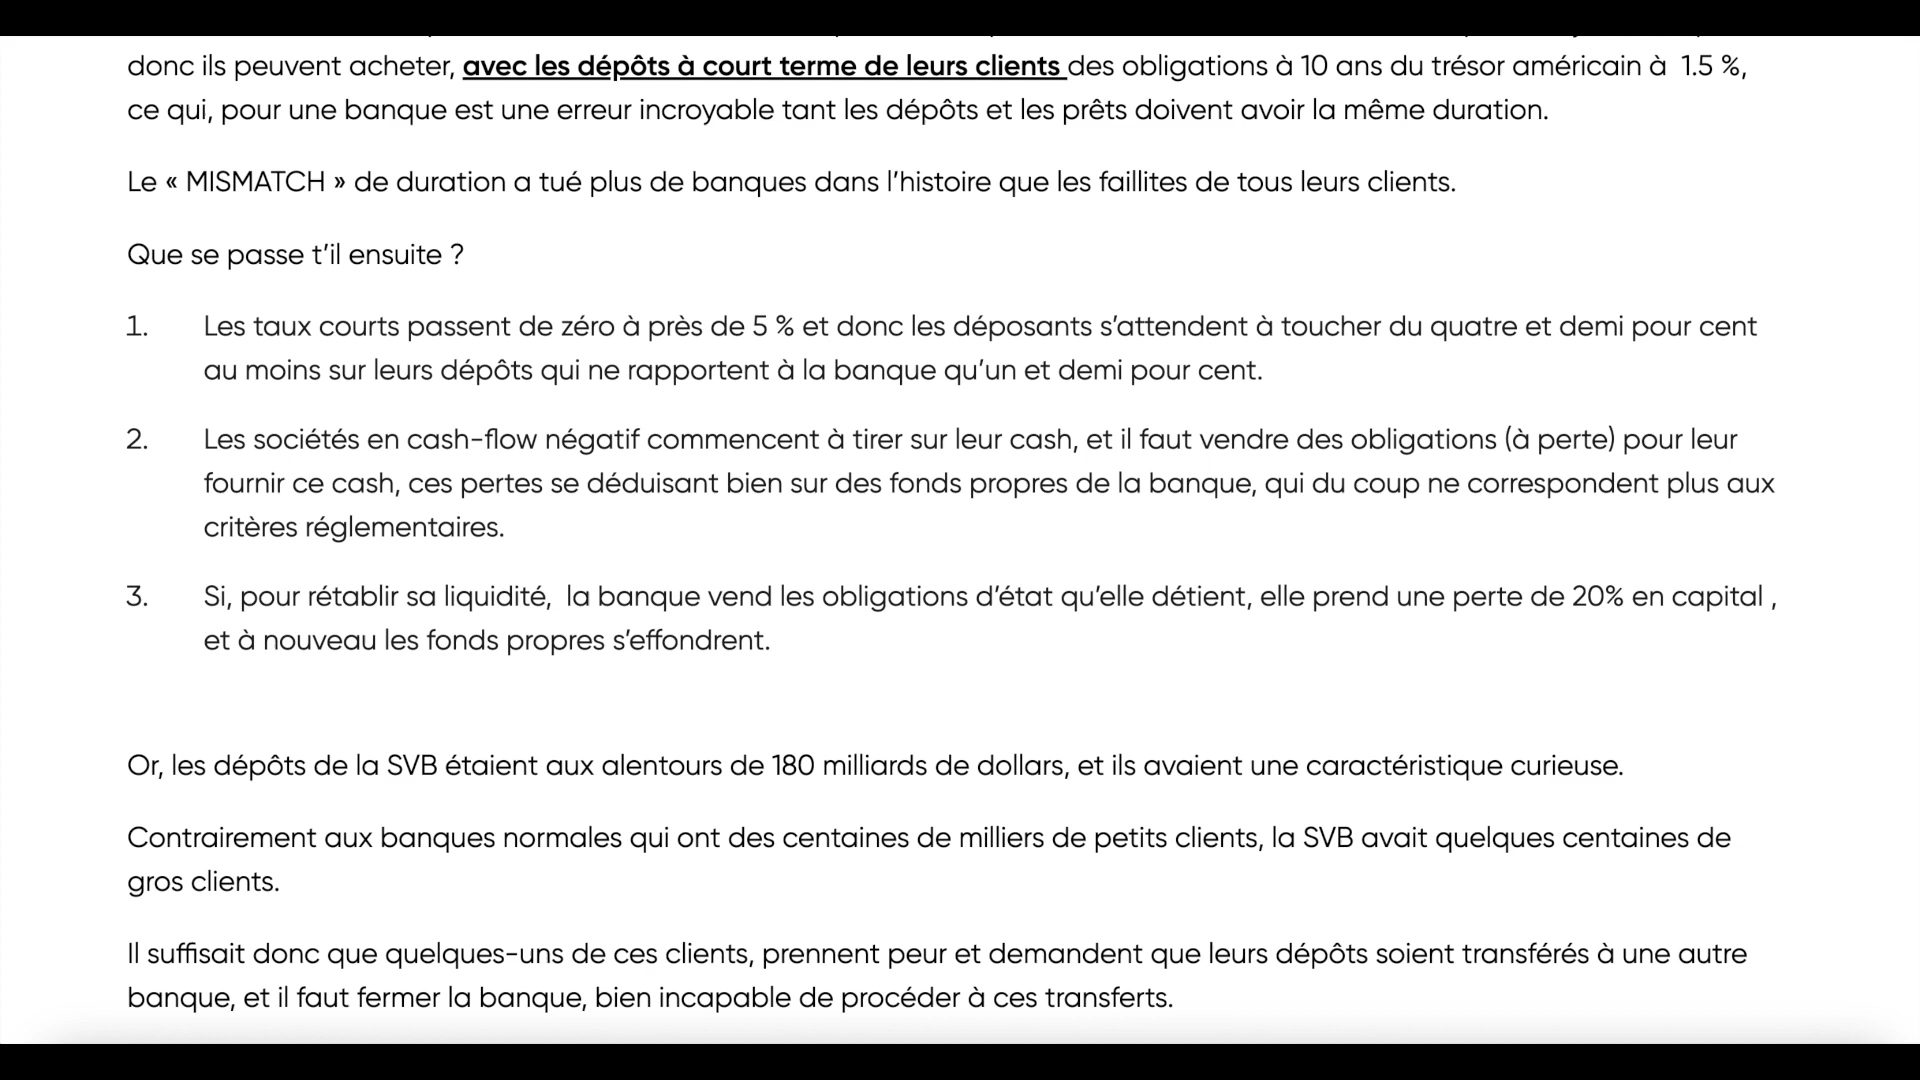 donc ils peuvent acheter, avec les dépôts à court terme de leurs clients des obligations à 10 ans du trésor américain à  1.5 %,
ce qui, pour une banque est une erreur incroyable tant les dépôts et les prêts doivent avoir la même duration.
Le « MISMATCH » de duration a tué plus de banques dans l’histoire que les faillites de tous leurs clients.
Que se passe t’il ensuite ?
1. Les taux courts passent de zéro à près de 5 % et donc les déposants s’attendent à toucher du quatre et demi pour cent
au moins sur leurs dépôts qui ne rapportent à la banque qu’un et demi pour cent.
2. Les sociétés en cash-flow négatif commencent à tirer sur leur cash, et il faut vendre des obligations (à perte) pour leur
fournir ce cash, ces pertes se déduisant bien sur des fonds propres de la banque, qui du coup ne correspondent plus aux
critères réglementaires.
3. Si, pour rétablir sa liquidité,  la banque vend les obligations d’état qu’elle détient, elle prend une perte de 20% en capital ,
et à nouveau les fonds propres s’effondrent.
Or, les dépôts de la SVB étaient aux alentours de 180 milliards de dollars, et ils avaient une caractéristique curieuse.
Contrairement aux banques normales qui ont des centaines de milliers de petits clients, la SVB avait quelques centaines de
gros clients.
Il suffisait donc que quelques-uns de ces clients, prennent peur et demandent que leurs dépôts soient transférés à une autre
banque, et il faut fermer la banque, bien incapable de procéder à ces transferts.